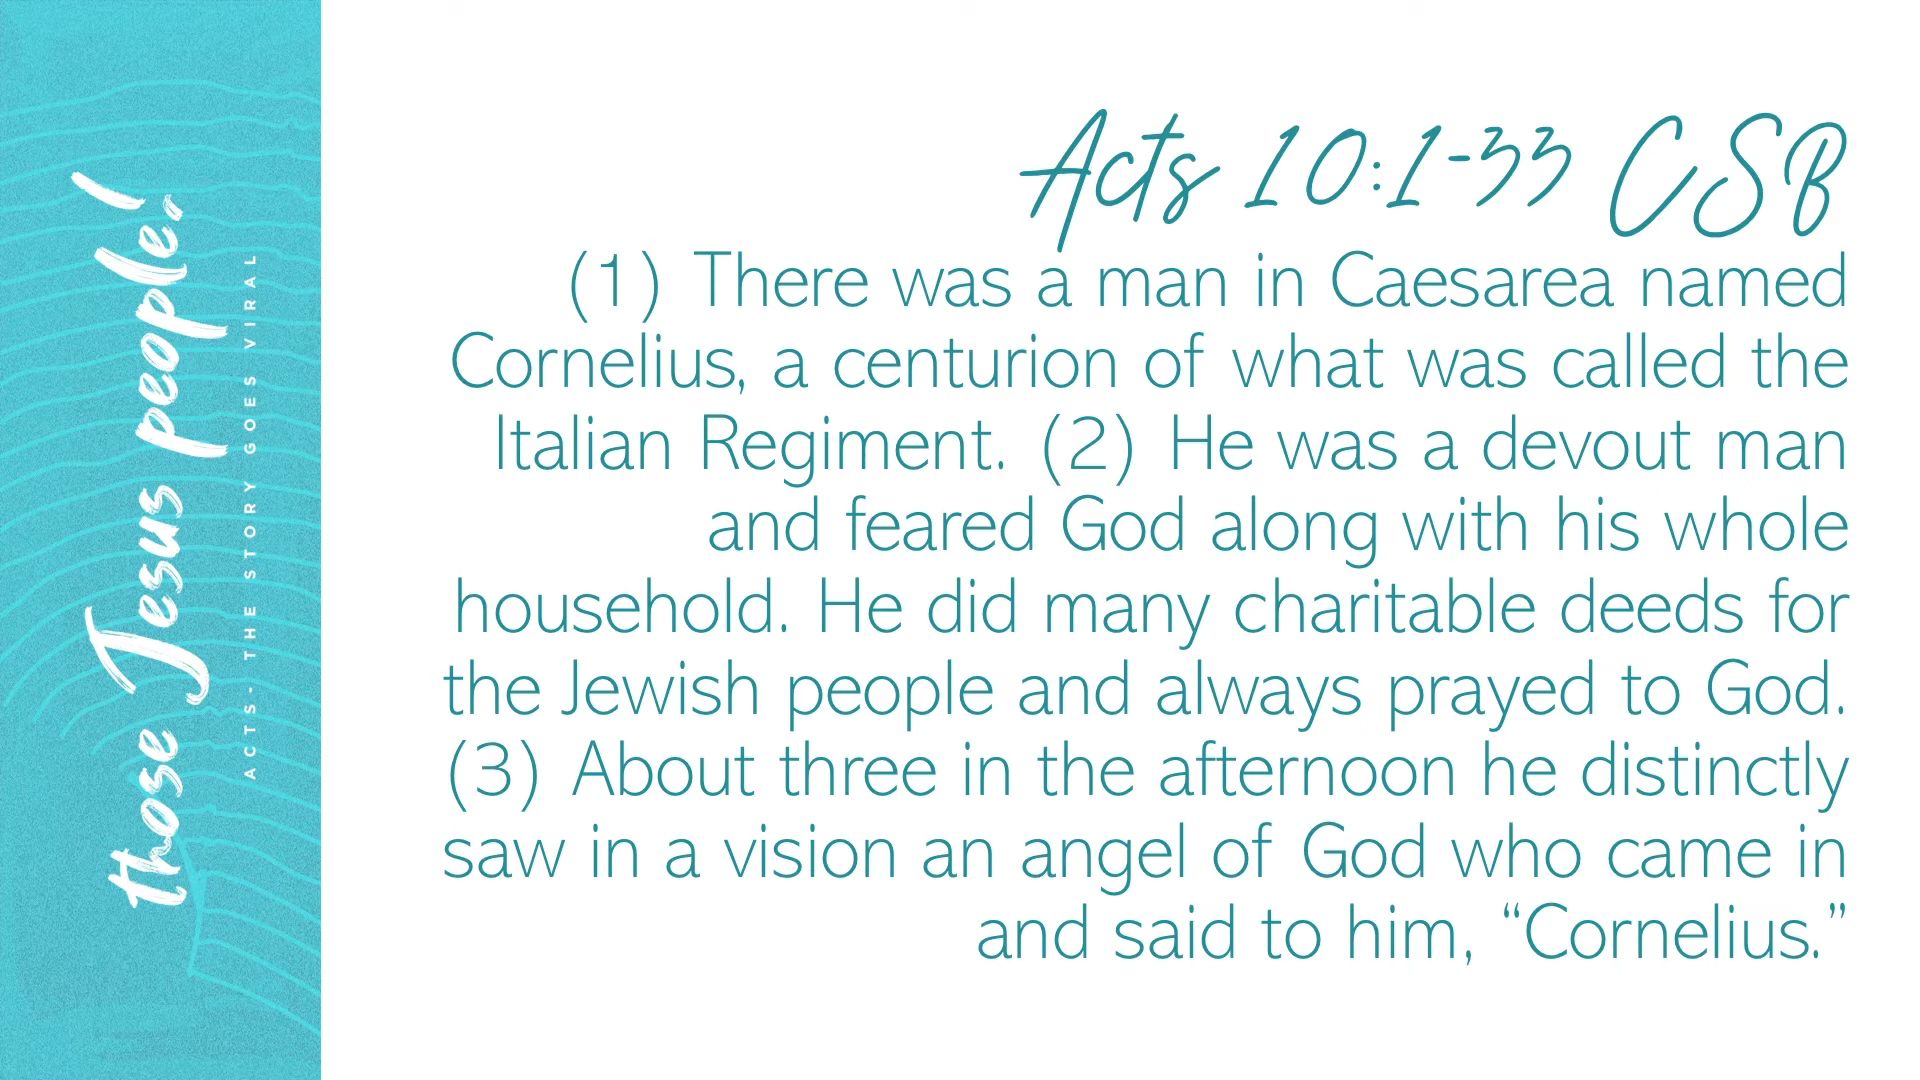 those Jesus people!
ACTS- THE STORY GOES VIRAL
Acts 10:1-33 CSB
(1) There was a man in Caesarea named
Cornelius, a centurion of what was called the
Italian Regiment. (2) He was a devout man
and feared God along with his whole
household. He did many charitable deeds for
the Jewish people and always prayed to God.
(3) About three in the afternoon he distinctly
saw in a vision an angel of God who came in
and said to him, “Cornelius.”